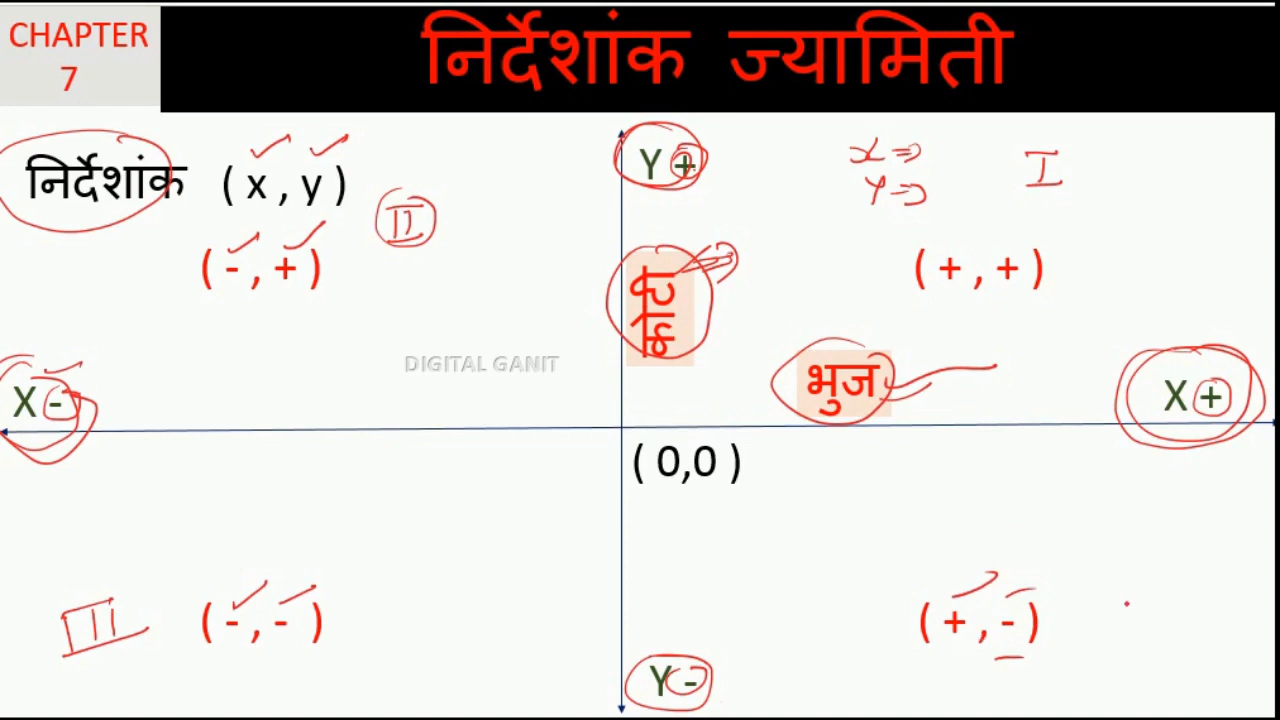 CHAPTER
7
निर्देशांक ज्यामिती
निर्देशांक ( x , y )
Y +
x ⇒
Y ⇒
I
II
( - , + )
( + , + )
कोटी
DIGITAL GANIT
भुज
X -
X +
( 0,0 )
III
( - , - )
( + , - )
Y -